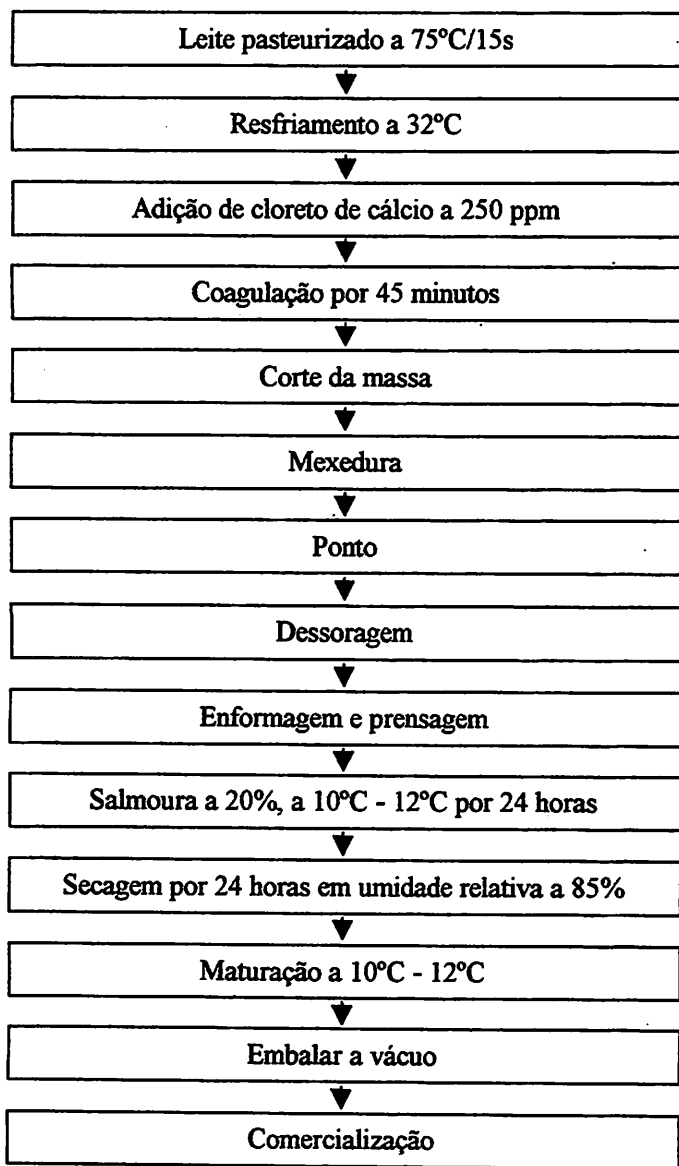 Leite pasteurizado a 75ºC/15s
Resfriamento a 32ºC
Adição de cloreto de cálcio a 250 ppm
Coagulação por 45 minutos
Corte da massa
Mexedura
Ponto
Dessoragem
Enformagem e prensagem
Salmoura a 20%, a 10ºC - 12ºC por 24 horas
Secagem por 24 horas em umidade relativa a 85%
Maturação a 10ºC - 12ºC
Embalar a vácuo
Comercialização